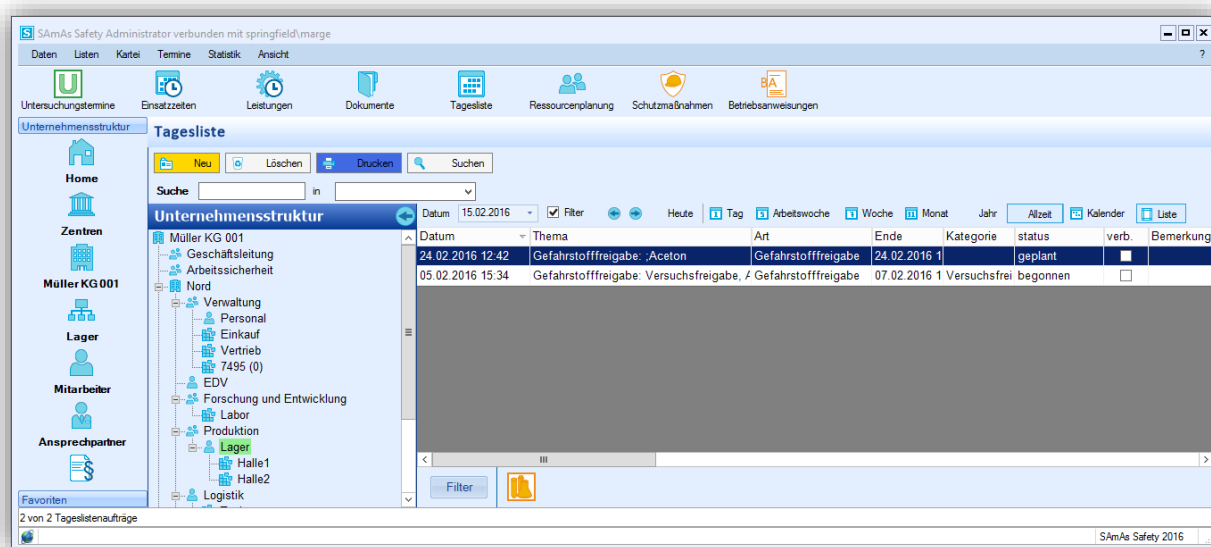 SAmAs Safety Administrator verbunden mit springfield\marge
Daten Listen Kartei Termine Statistik Ansicht ?
Untersuchungstermine Einsatzzeiten Leistungen Dokumente Tagesliste Ressourcenplanung Schutzmaßnahmen Betriebsanweisungen
Unternehmensstruktur
Home
Zentren
Müller KG 001
Lager
Mitarbeiter
Ansprechpartner
Favoriten
Tagesliste
Neu Löschen Drucken Suchen
Suche in
Unternehmensstruktur
Müller KG 001
Geschäftsleitung
Arbeitssicherheit
Nord
Verwaltung
Personal
Einkauf
Vertrieb
7495 (0)
EDV
Forschung und Entwicklung
Labor
Produktion
Lager
Halle1
Halle2
Logistik
Datum 15.02.2016 Filter Heute Tag Arbeitswoche Woche Monat Jahr Allzeit Kalender Liste
Datum Thema Art Ende Kategorie status verb. Bemerkung
24.02.2016 12:42 Gefahrstofffreigabe: ;Aceton Gefahrstofffreigabe 24.02.2016 1 geplant
05.02.2016 15:34 Gefahrstofffreigabe: Versuchsfreigabe, A Gefahrstofffreigabe 07.02.2016 1 Versuchsfrei begonnen
Filter
2 von 2 Tageslistenaufträge
SAmAs Safety 2016